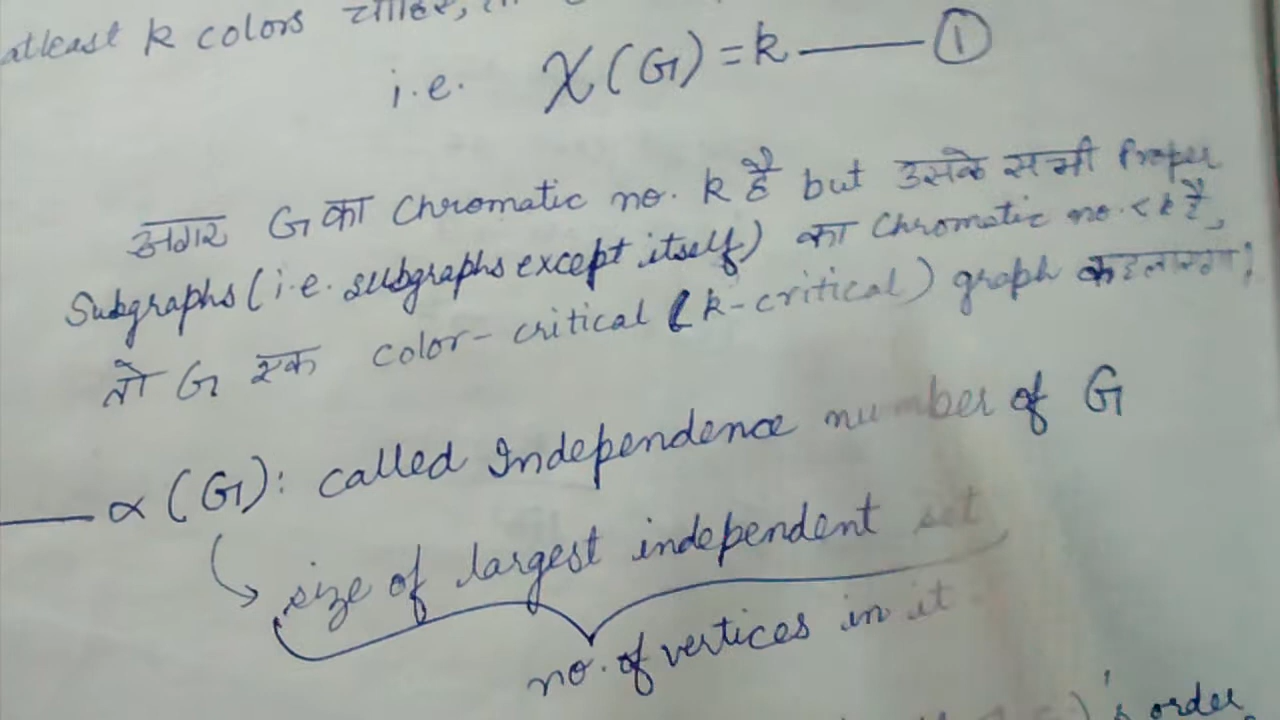 atleast k colors चाहिए,
i.e. χ(G) = k —— ①
अगर G का Chromatic no. k है but उसके सभी Proper
Subgraphs (i.e. subgraphs except itself) का Chromatic no. < k है,
तो G एक color-critical (k-critical) graph कहलाएगा।
— α(G): called Independence number of G
size of largest independent set
no. of vertices in it
's order